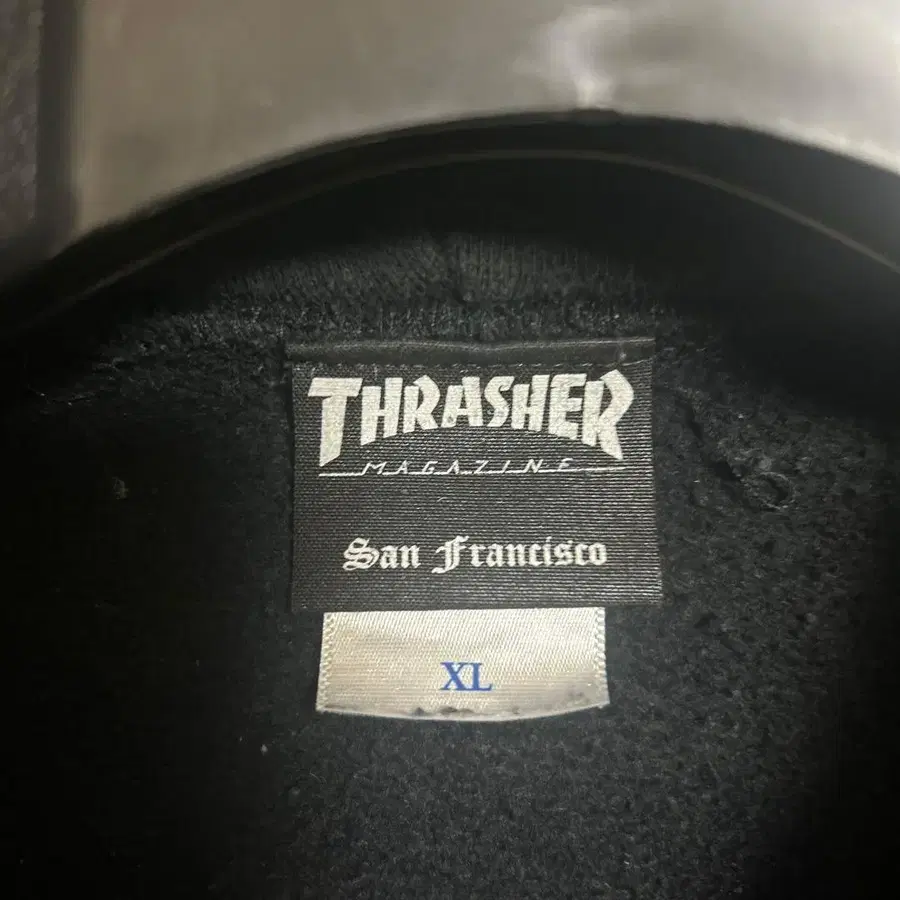 THRASHER
MAGAZINE
San Francisco
XL